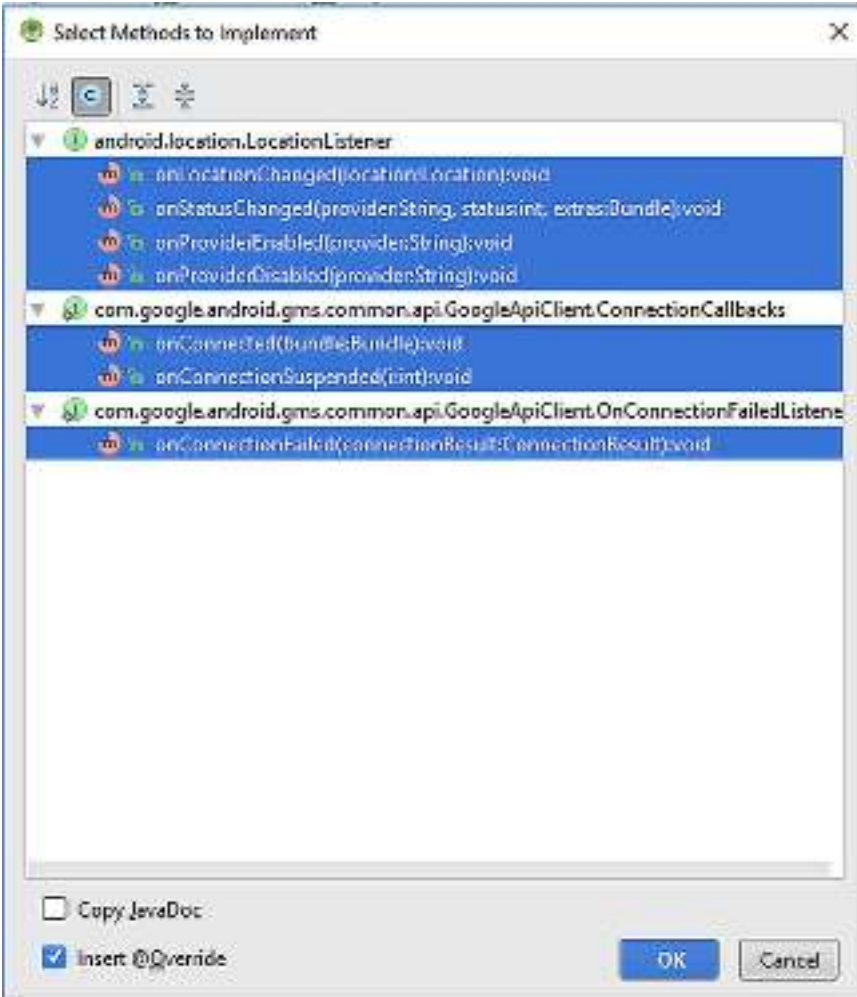 Select Methods to Implement
android.location.LocationListener
onLocationChanged(location:Location):void
onStatusChanged(provider:String, status:int, extras:Bundle):void
onProviderEnabled(provider:String):void
onProviderDisabled(provider:String):void
com.google.android.gms.common.api.GoogleApiClient.ConnectionCallbacks
onConnected(bundle:Bundle):void
onConnectionSuspended(i:int):void
com.google.android.gms.common.api.GoogleApiClient.OnConnectionFailedListene
onConnectionFailed(connectionResult:ConnectionResult):void
Copy JavaDoc
Insert @Override
OK Cancel